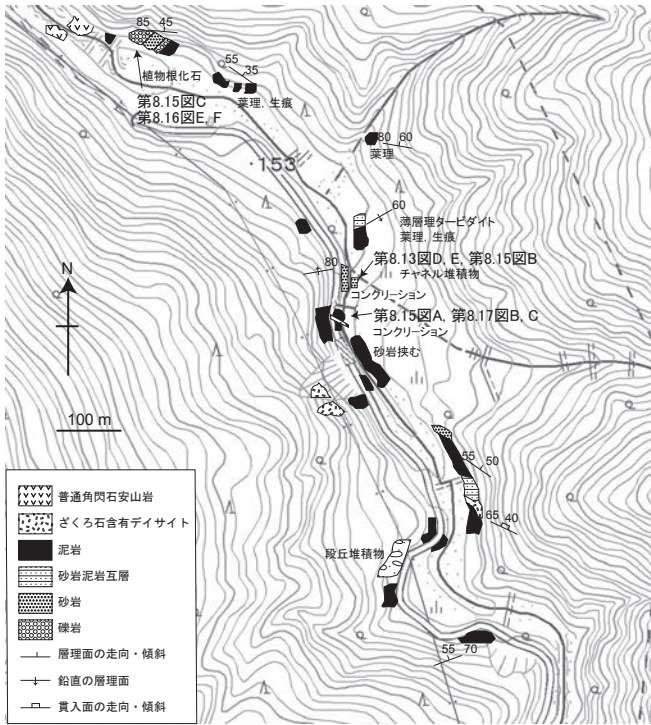 85 45
植物根化石
55
35
葉理, 生痕
第8.15図C
第8.16図E, F
153
80 60
葉理
60
薄層理タービダイト
葉理, 生痕
80
第8.13図D, E, 第8.15図B
チャネル堆積物
コンクリーション
第8.15図A, 第8.17図B, C
コンクリーション
砂岩挟む
N
100 m
55 50
65 40
段丘堆積物
55 70
普通角閃石安山岩
ざくろ石含有デイサイト
泥岩
砂岩泥岩互層
砂岩
礫岩
層理面の走向・傾斜
鉛直の層理面
貫入面の走向・傾斜